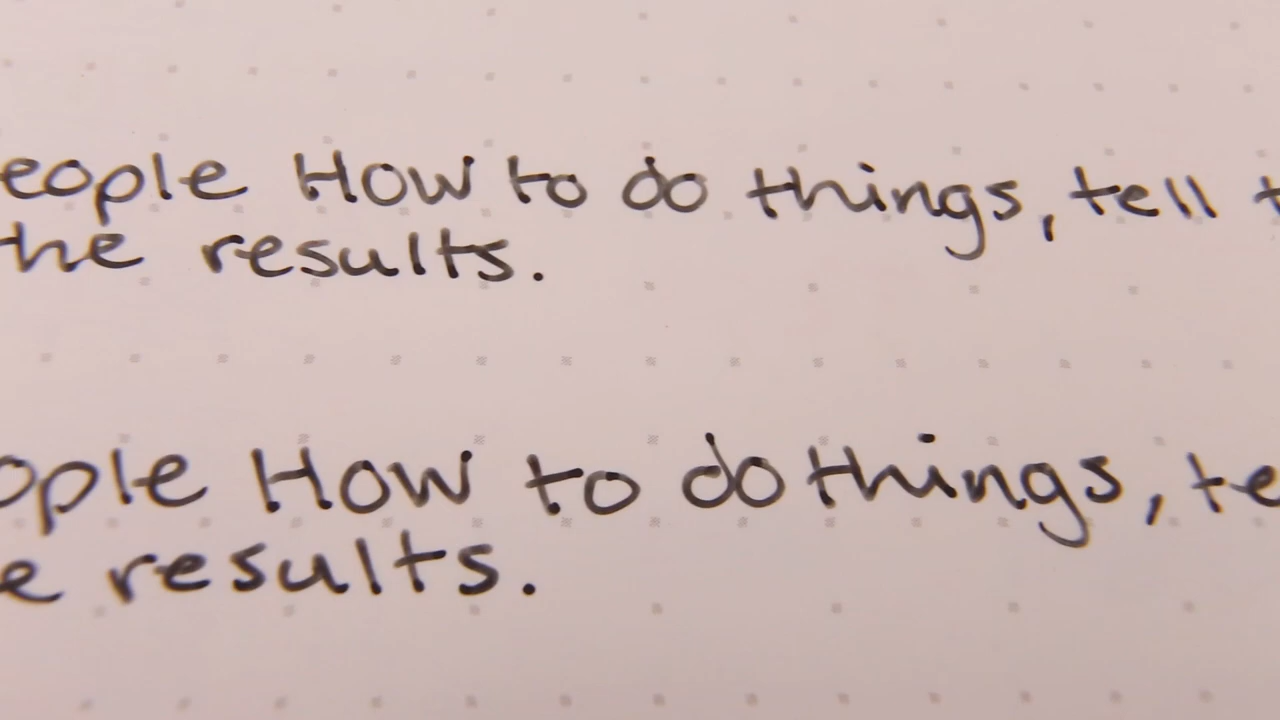 eople How to do things, tell t
the results.
ople How to do things, te
e results.